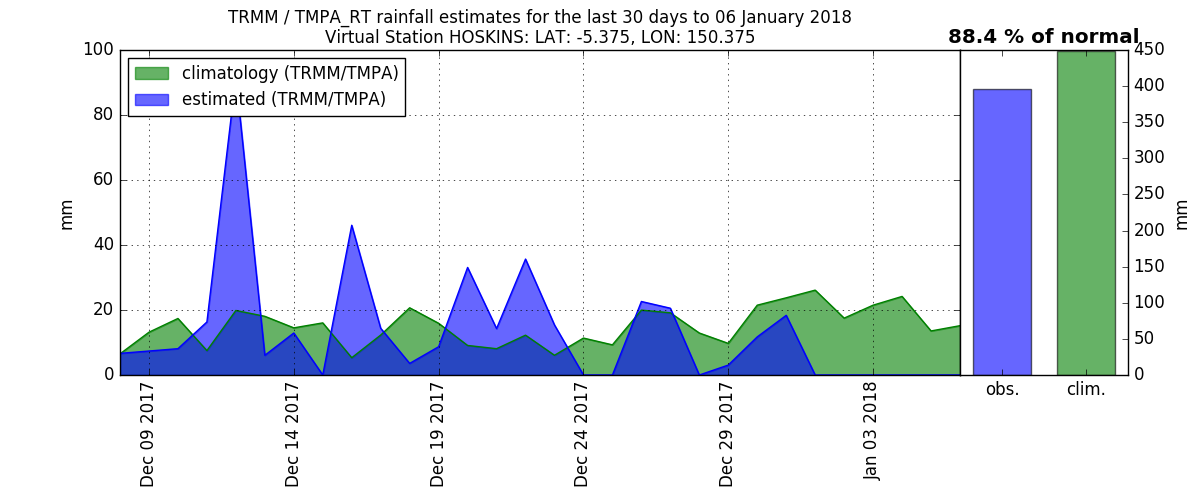 TRMM / TMPA_RT rainfall estimates for the last 30 days to 06 January 2018
Virtual Station HOSKINS: LAT: -5.375, LON: 150.375
88.4 % of normal
climatology (TRMM/TMPA)
estimated (TRMM/TMPA)
100
80
60
40
20
0
mm
Dec 09 2017
Dec 14 2017
Dec 19 2017
Dec 24 2017
Dec 29 2017
Jan 03 2018
obs.
clim.
450
400
350
300
250
200
150
100
50
0
mm